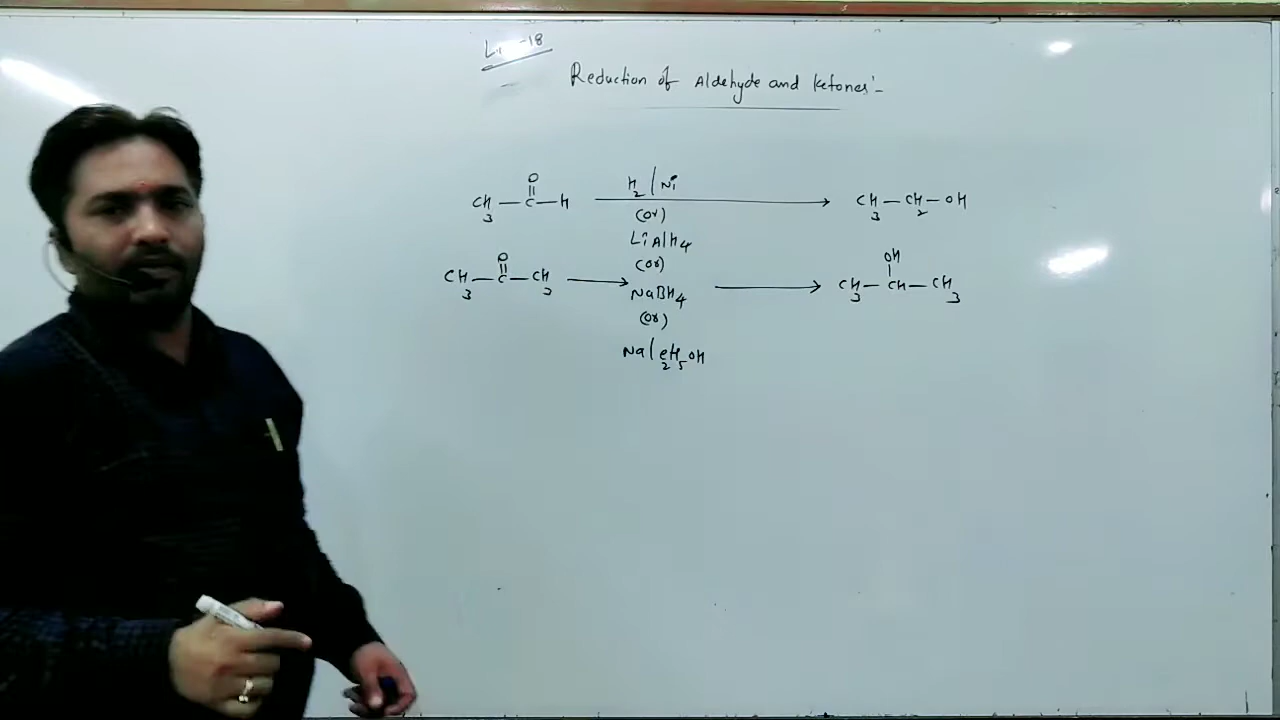 -18
Reduction of Aldehyde and Ketones:-
O
CH3—C—H H2/Ni CH3—CH2—OH
(or)
LiAlH4
(or)
O OH
CH3—C—CH3 NaBH4 CH3—CH—CH3
(or)
Na/C2H5OH